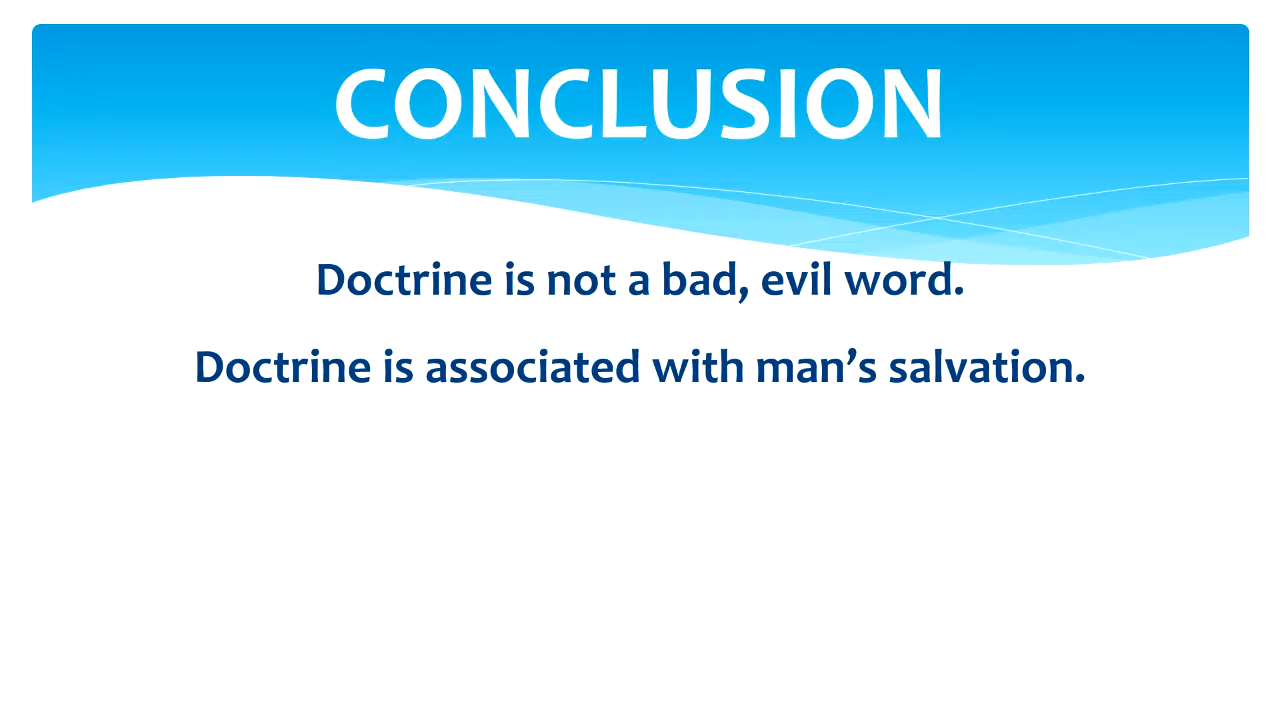 CONCLUSION
Doctrine is not a bad, evil word.
Doctrine is associated with man’s salvation.